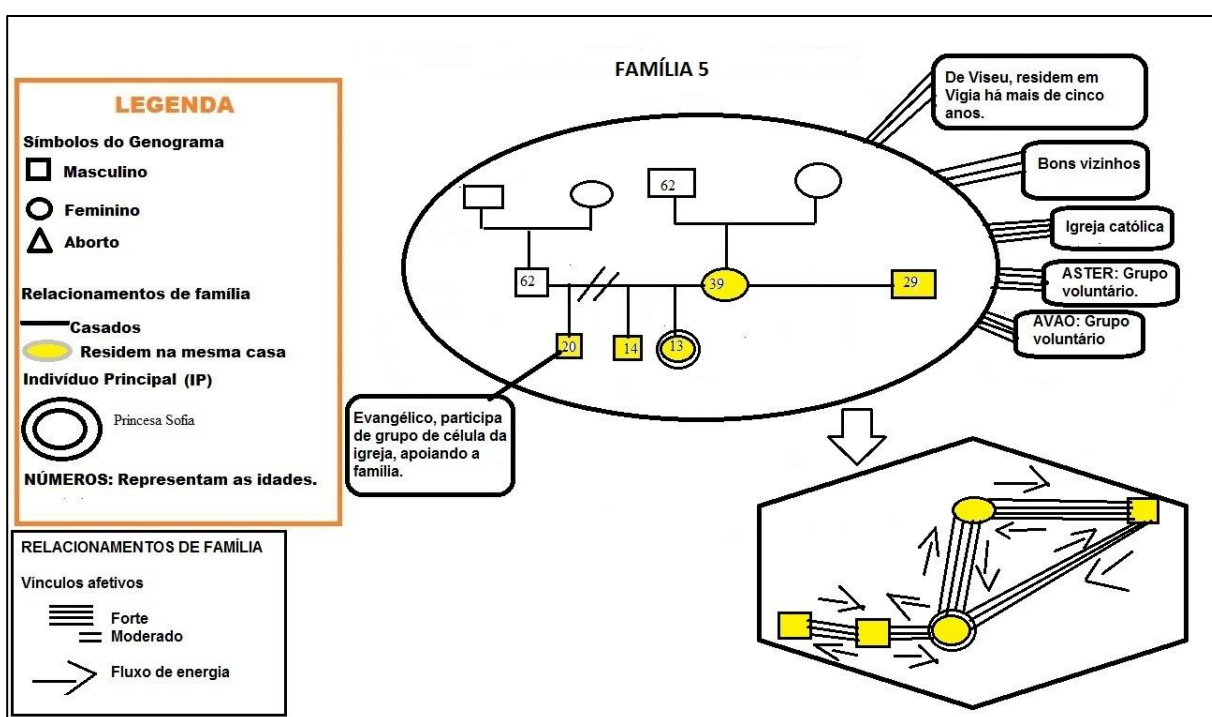 FAMÍLIA 5
LEGENDA
Símbolos do Genograma
Masculino
Feminino
Aborto
Relacionamentos de família
Casados
Residem na mesma casa
Indivíduo Principal (IP)
Princesa Sofia
NÚMEROS: Representam as idades.
RELACIONAMENTOS DE FAMÍLIA
Vínculos afetivos
Forte
Moderado
Fluxo de energia
62
62
39
29
20
14
13
Evangélico, participa
de grupo de célula da
igreja, apoiando a
família.
De Viseu, residem em
Vigia há mais de cinco
anos.
Bons vizinhos
Igreja católica
ASTER: Grupo
voluntário.
AVAO: Grupo
voluntário